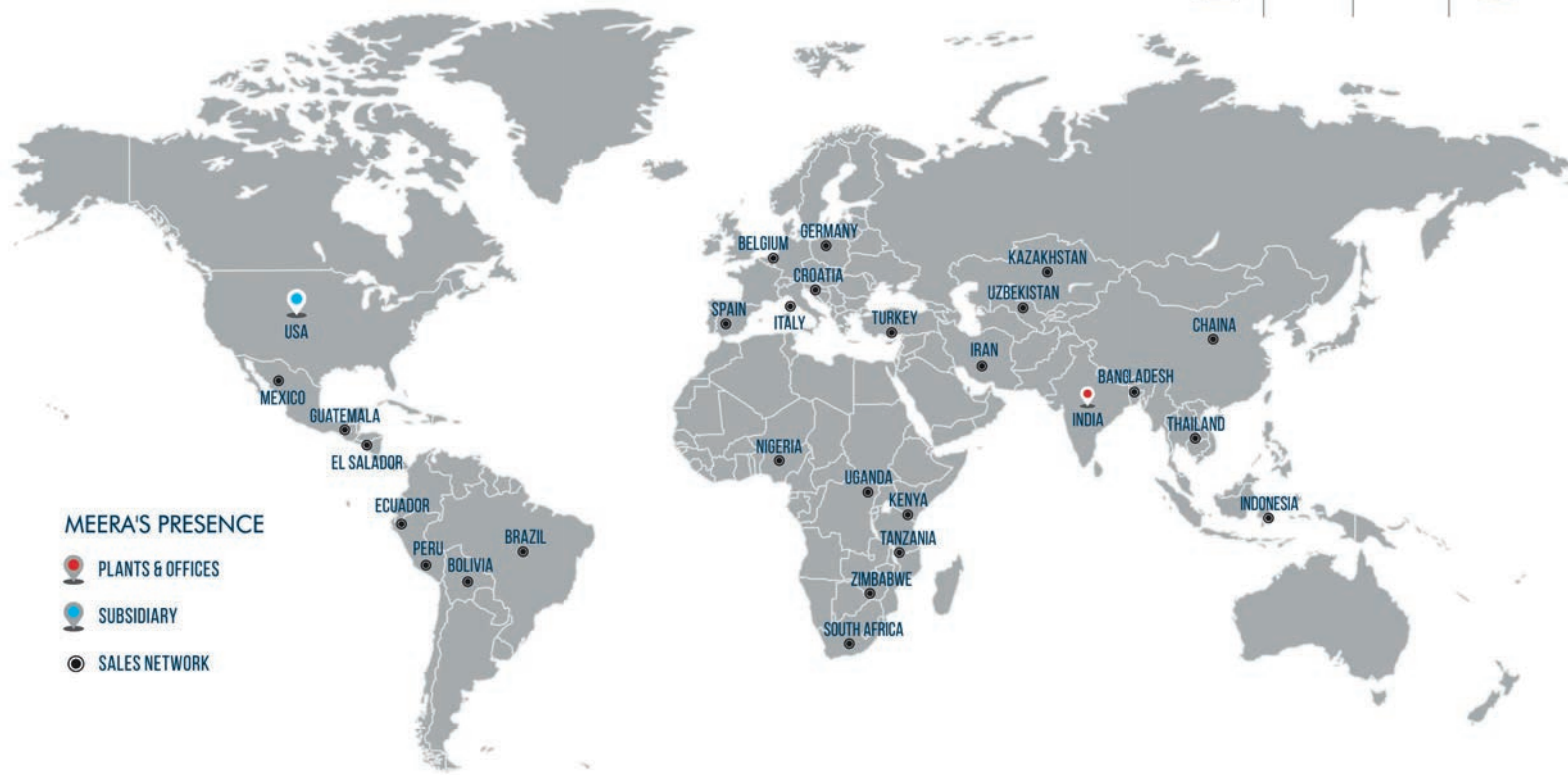 GERMANY
BELGIUM
KAZAKHSTAN
CROATIA
UZBEKISTAN
SPAIN
ITALY
TURKEY
CHAINA
USA
IRAN
BANGLADESH
MEXICO
INDIA
GUATEMALA
THAILAND
NIGERIA
EL SALADOR
UGANDA
KENYA
INDONESIA
ECUADOR
BRAZIL
TANZANIA
PERU
BOLIVIA
ZIMBABWE
SOUTH AFRICA
MEERA'S PRESENCE
PLANTS & OFFICES
SUBSIDIARY
SALES NETWORK